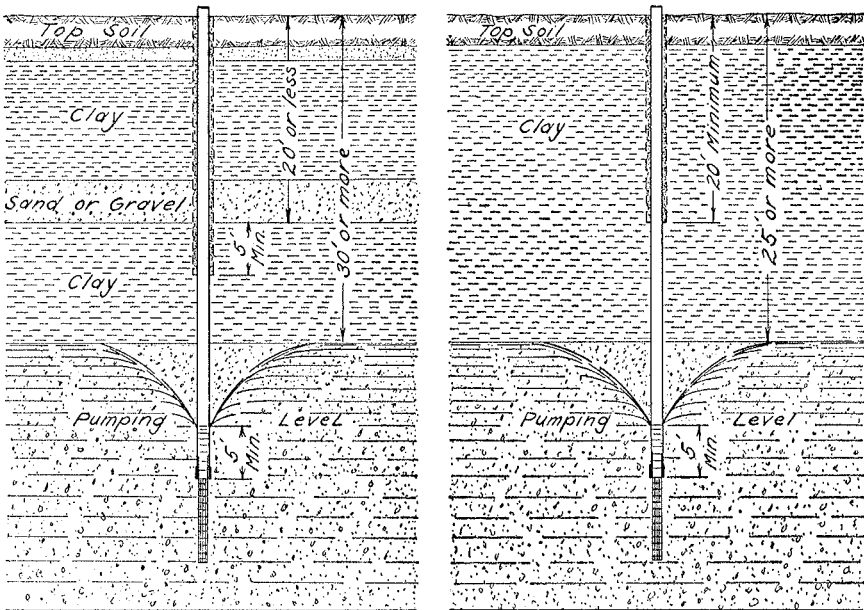 Top Soil
Clay
20' or less
30' or more
Sand or Gravel
5'
Min.
Clay
Pumping
Level
5'
Min.
Top Soil
Clay
20' Minimum
25' or more
Pumping
Level
5'
Min.